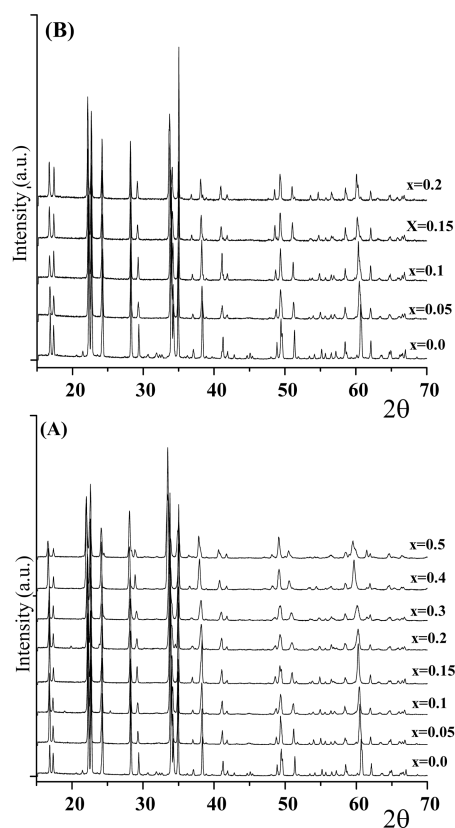 (B)
Intensity (a.u.)
x=0.2
X=0.15
x=0.1
x=0.05
x=0.0
20 30 40 50 60 70
2θ
(A)
Intensity (a.u.)
x=0.5
x=0.4
x=0.3
x=0.2
x=0.15
x=0.1
x=0.05
x=0.0
20 30 40 50 60 70
2θ